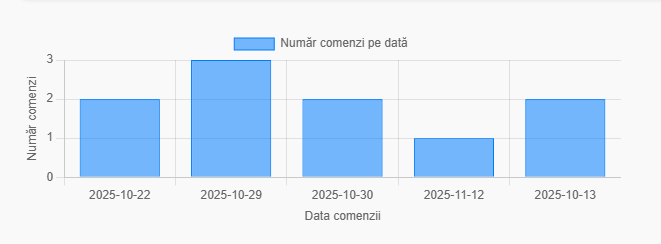 Număr comenzi pe dată
Număr comenzi
3
2
1
0
2025-10-22 2025-10-29 2025-10-30 2025-11-12 2025-10-13
Data comenzii